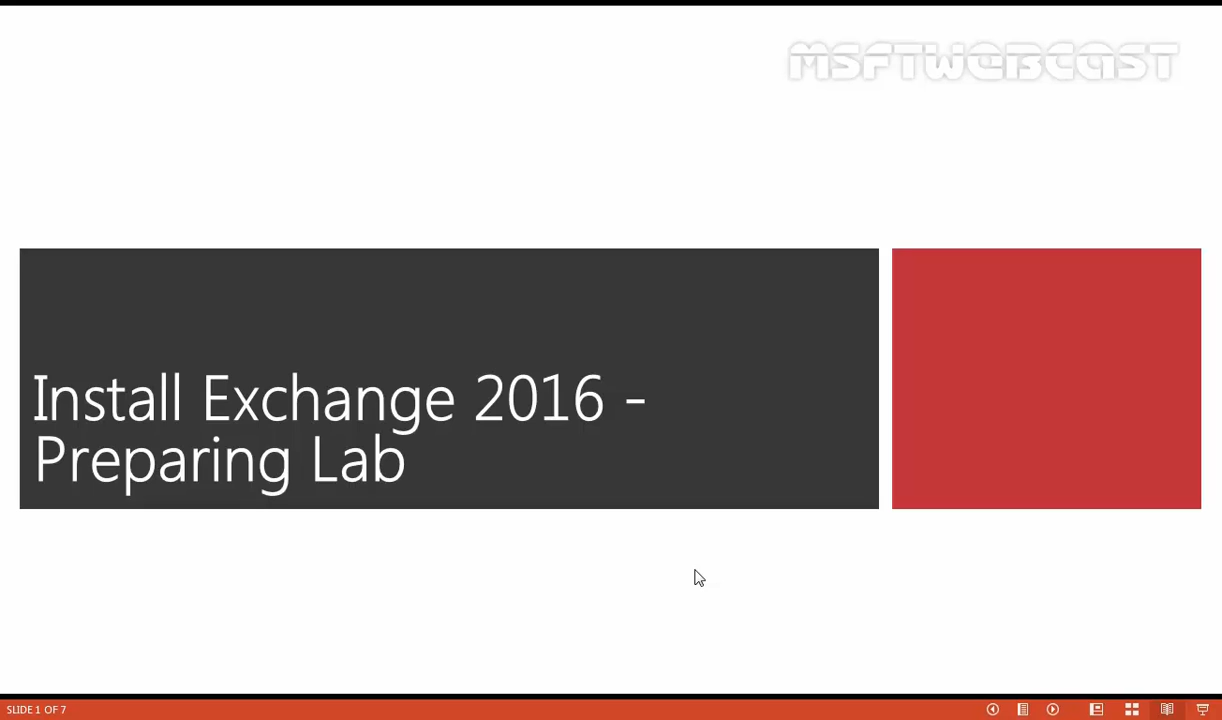 MSFTWEBCAST
Install Exchange 2016 -
Preparing Lab
SLIDE 1 OF 7